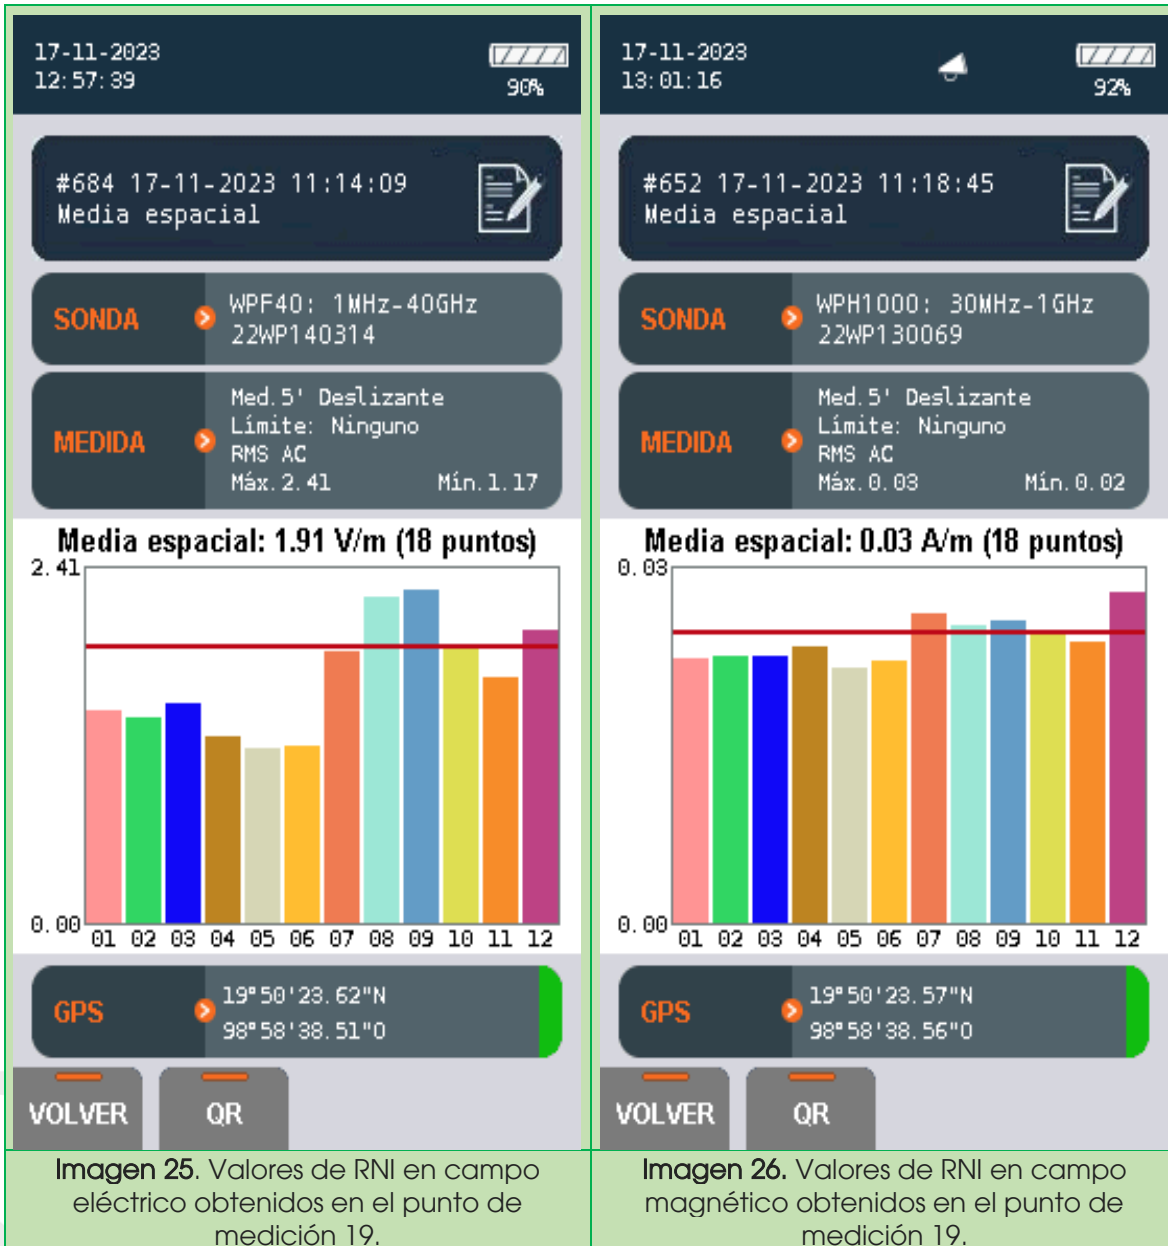 17-11-2023
12:57:39
90%
#684 17-11-2023 11:14:09
Media espacial
SONDA
WPF40: 1MHz-40GHz
22WP140314
MEDIDA
Med.5' Deslizante
Límite: Ninguno
RMS AC
Máx.2.41 Mín.1.17
Media espacial: 1.91 V/m (18 puntos)
2.41
0.00
01 02 03 04 05 06 07 08 09 10 11 12
GPS
19°50'23.62"N
98°58'38.51"O
VOLVER QR
Imagen 25. Valores de RNI en campo
eléctrico obtenidos en el punto de
medición 19.
17-11-2023
13:01:16
92%
#652 17-11-2023 11:18:45
Media espacial
SONDA
WPH1000: 30MHz-1GHz
22WP130069
MEDIDA
Med.5' Deslizante
Límite: Ninguno
RMS AC
Máx.0.03 Mín.0.02
Media espacial: 0.03 A/m (18 puntos)
0.03
0.00
01 02 03 04 05 06 07 08 09 10 11 12
GPS
19°50'23.57"N
98°58'38.56"O
VOLVER QR
Imagen 26. Valores de RNI en campo
magnético obtenidos en el punto de
medición 19.